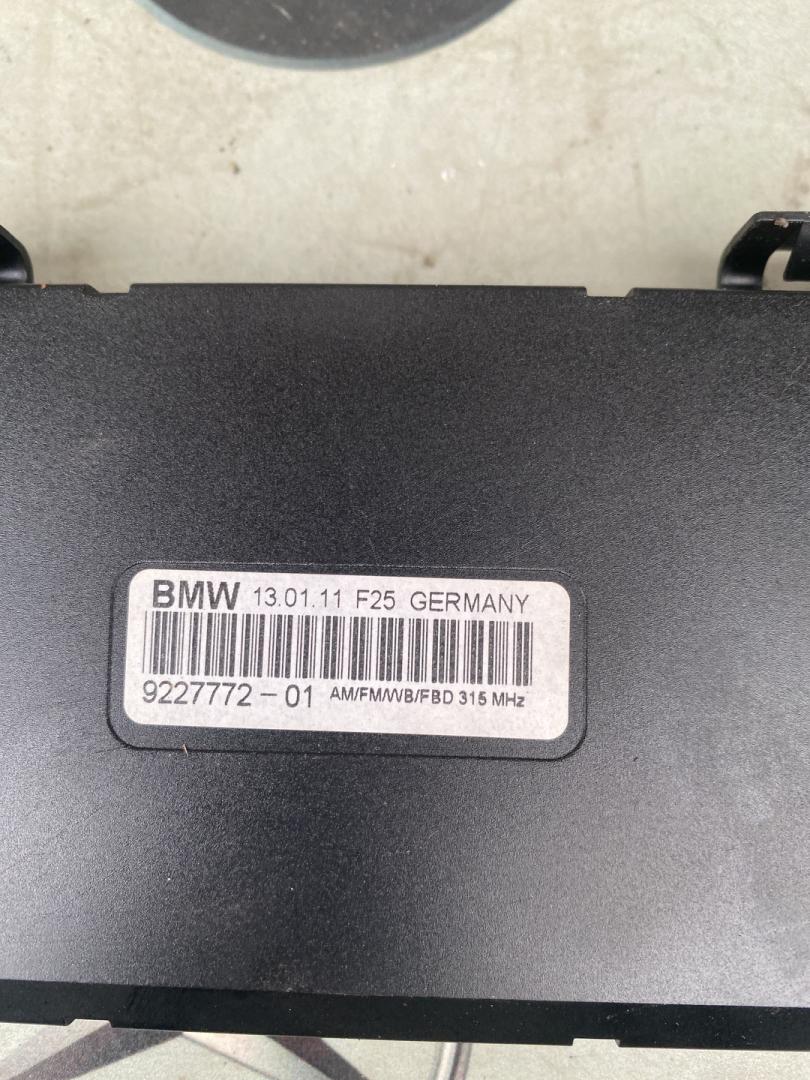 BMW 13.01.11 F25 GERMANY
9227772-01 AM/FM/WB/FBD 315 MHz